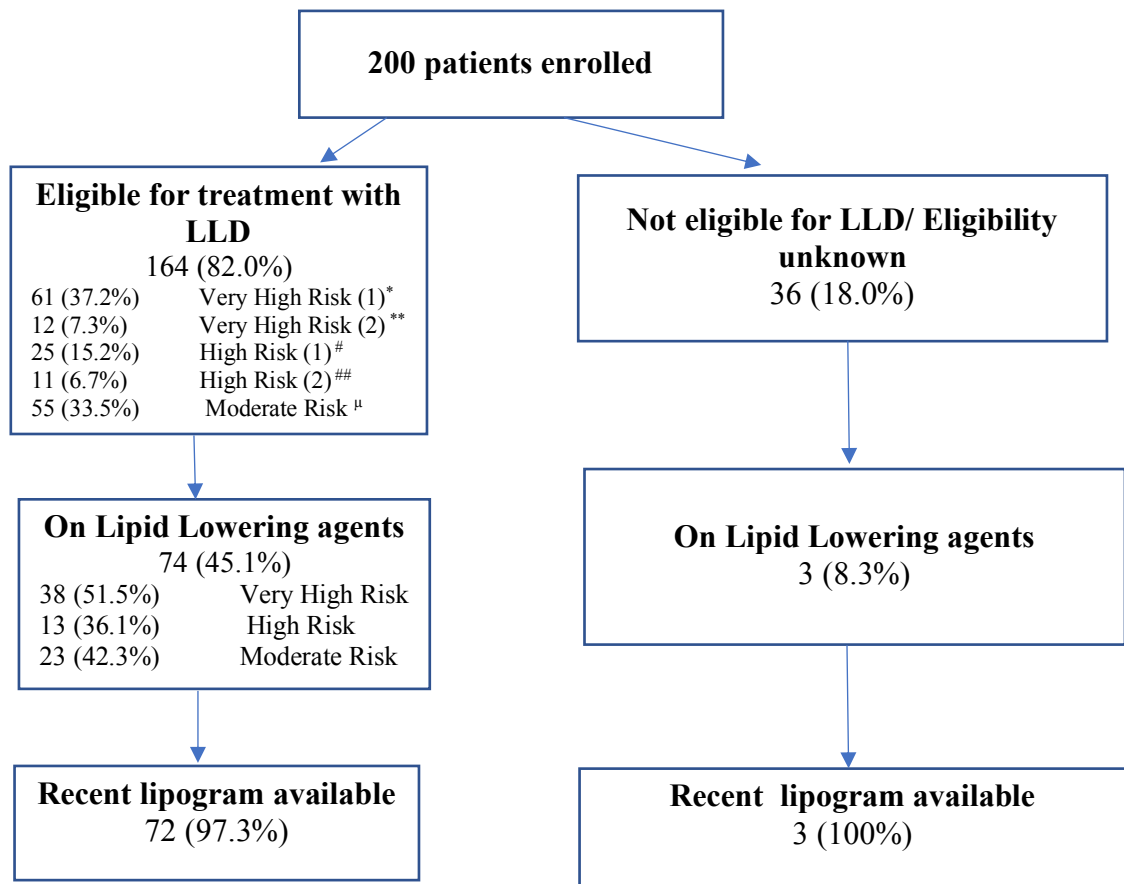 200 patients enrolled
Eligible for treatment with
LLD
164 (82.0%)
61 (37.2%) Very High Risk (1)*
12 (7.3%) Very High Risk (2) **
25 (15.2%) High Risk (1) #
11 (6.7%) High Risk (2) ##
55 (33.5%) Moderate Risk µ
Not eligible for LLD/ Eligibility
unknown
36 (18.0%)
On Lipid Lowering agents
74 (45.1%)
38 (51.5%) Very High Risk
13 (36.1%) High Risk
23 (42.3%) Moderate Risk
On Lipid Lowering agents
3 (8.3%)
Recent lipogram available
72 (97.3%)
Recent lipogram available
3 (100%)